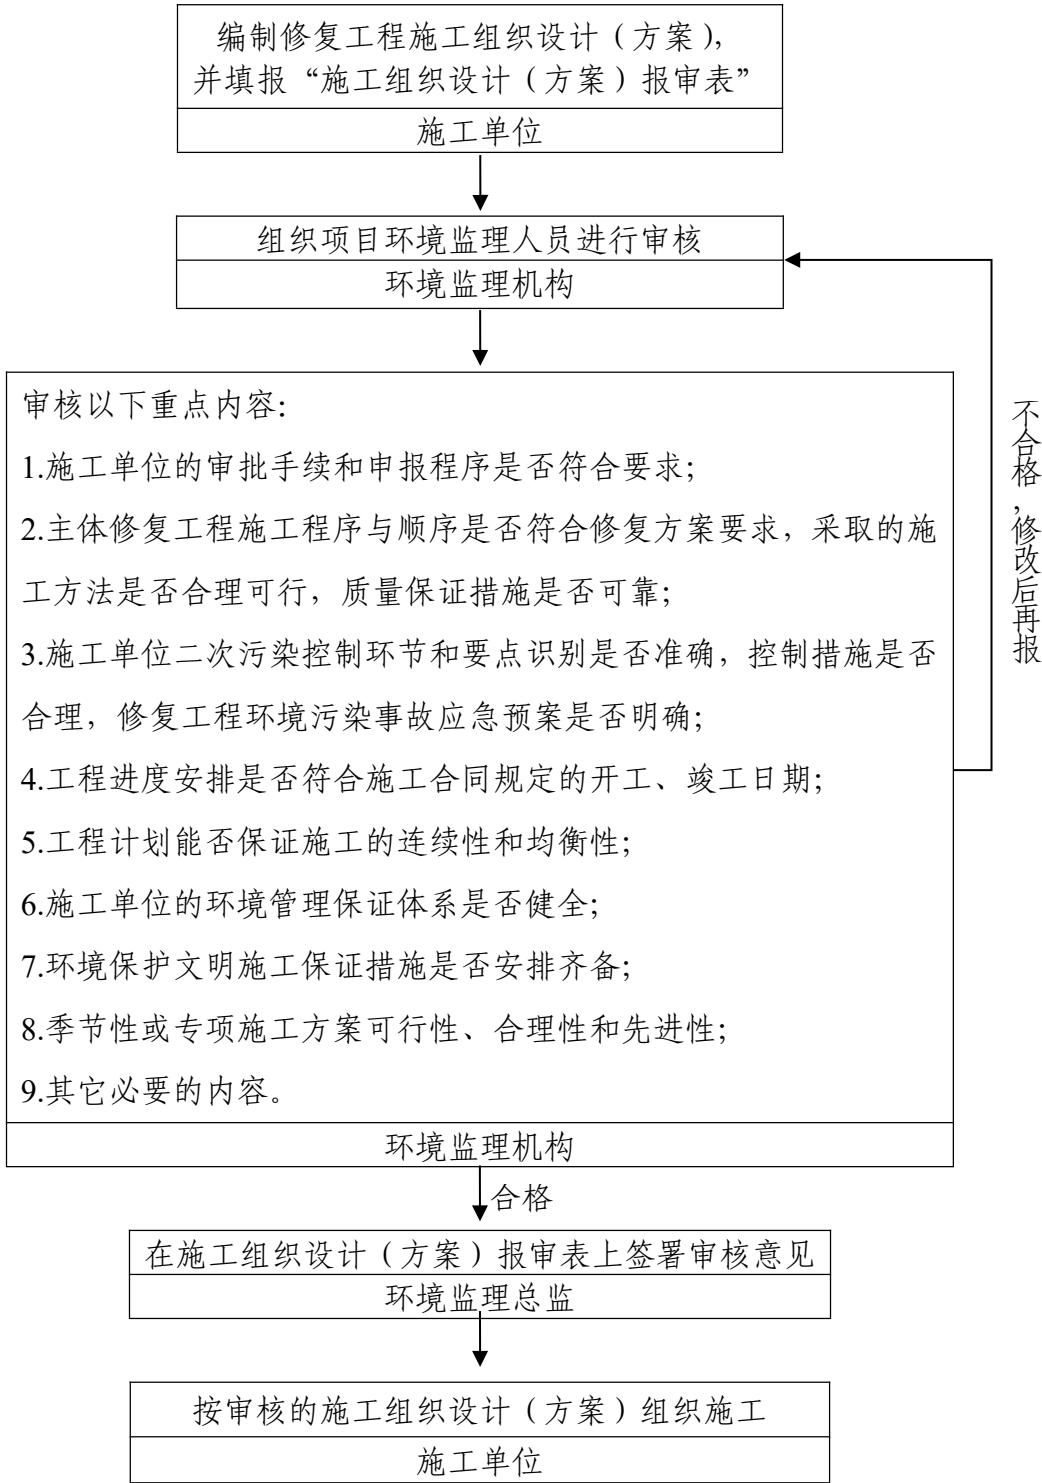 编制修复工程施工组织设计（方案），
并填报“施工组织设计（方案）报审表”
施工单位
组织项目环境监理人员进行审核
环境监理机构
审核以下重点内容：
1.施工单位的审批手续和申报程序是否符合要求；
2.主体修复工程施工程序与顺序是否符合修复方案要求，采取的施
工方法是否合理可行，质量保证措施是否可靠；
3.施工单位二次污染控制环节和要点识别是否准确，控制措施是否
合理，修复工程环境污染事故应急预案是否明确；
4.工程进度安排是否符合施工合同规定的开工、竣工日期；
5.工程计划能否保证施工的连续性和均衡性；
6.施工单位的环境管理保证体系是否健全；
7.环境保护文明施工保证措施是否安排齐备；
8.季节性或专项施工方案可行性、合理性和先进性；
9.其它必要的内容。
环境监理机构
不合格，修改后再报
合格
在施工组织设计（方案）报审表上签署审核意见
环境监理总监
按审核的施工组织设计（方案）组织施工
施工单位